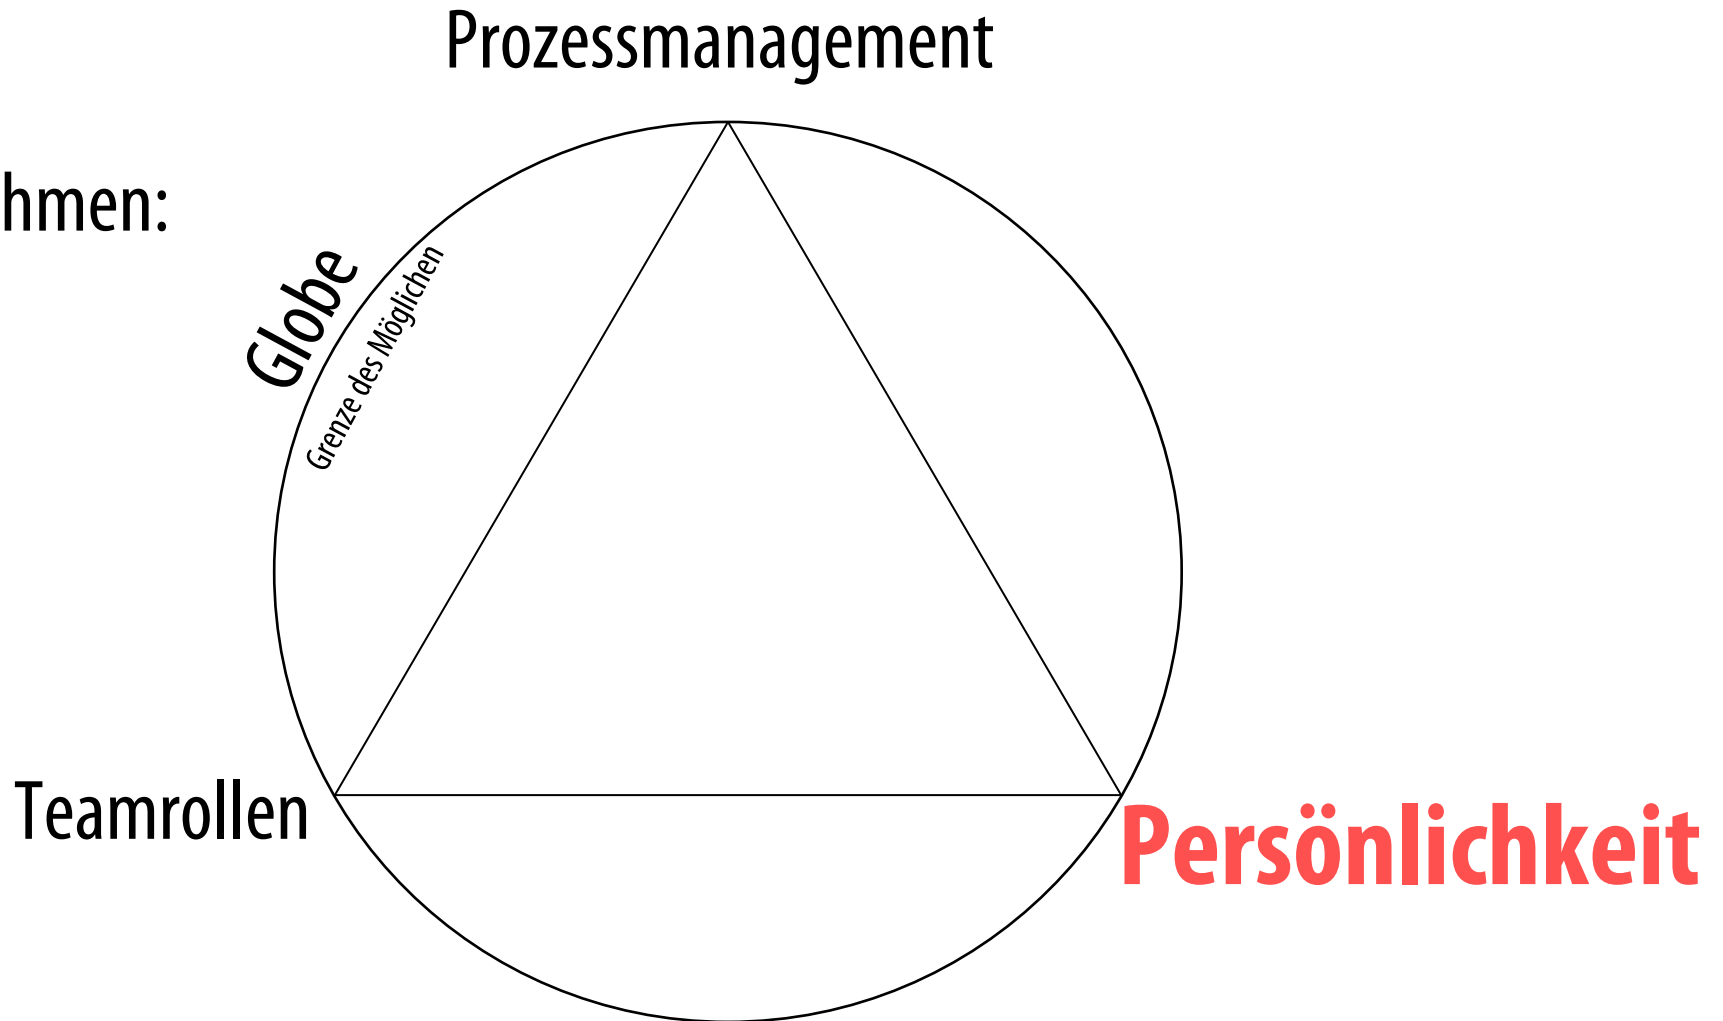 Prozessmanagement
hmen:
Globe
Grenze des Möglichen
Teamrollen
Persönlichkeit